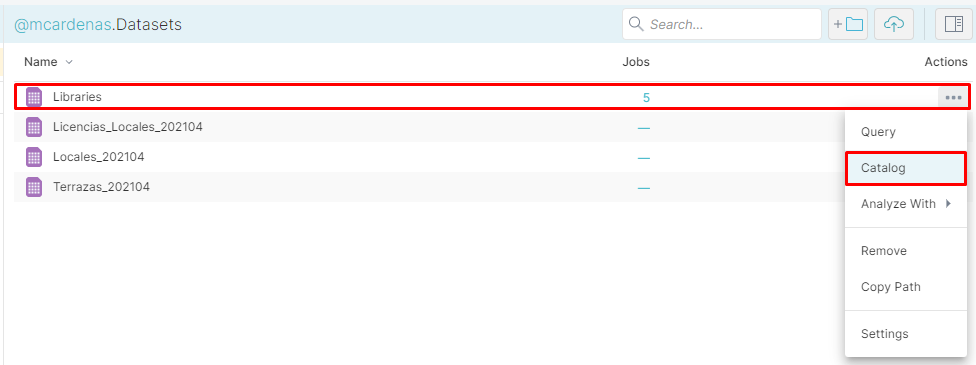 @mcardenas.Datasets Search...
Name Jobs Actions
Libraries 5
Licencias_Locales_202104 —
Locales_202104 —
Terrazas_202104 —
Query
Catalog
Analyze With
Remove
Copy Path
Settings